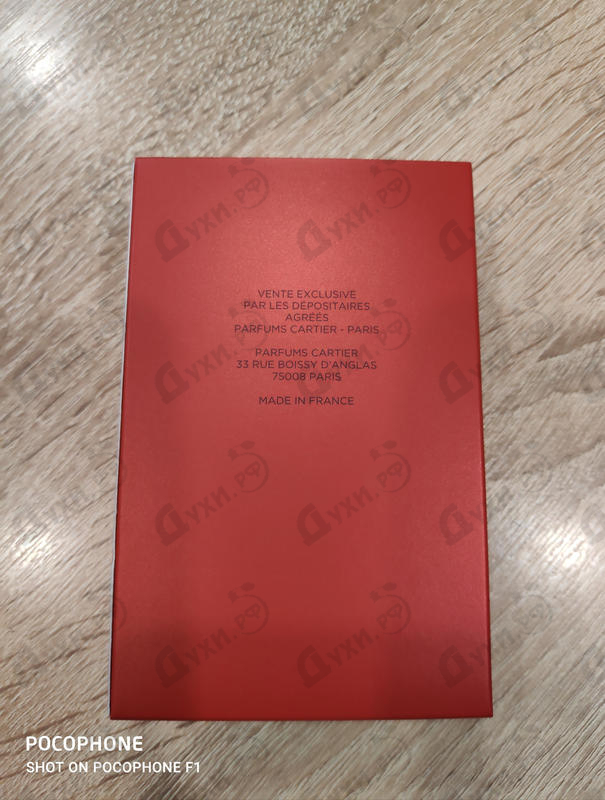 VENTE EXCLUSIVE
PAR LES DÉPOSITAIRES
AGRÉÉS
PARFUMS CARTIER - PARIS
PARFUMS CARTIER
33 RUE BOISSY D'ANGLAS
75008 PARIS
MADE IN FRANCE
Духи.РФ
POCOPHONE
SHOT ON POCOPHONE F1